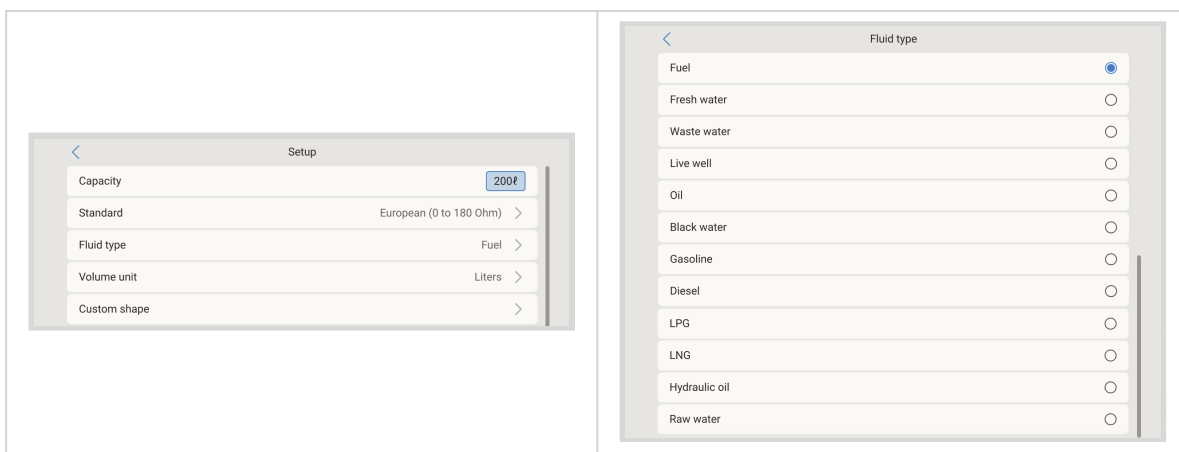 Setup
Capacity 200ℓ
Standard European (0 to 180 Ohm)
Fluid type Fuel
Volume unit Liters
Custom shape
Fluid type
Fuel
Fresh water
Waste water
Live well
Oil
Black water
Gasoline
Diesel
LPG
LNG
Hydraulic oil
Raw water